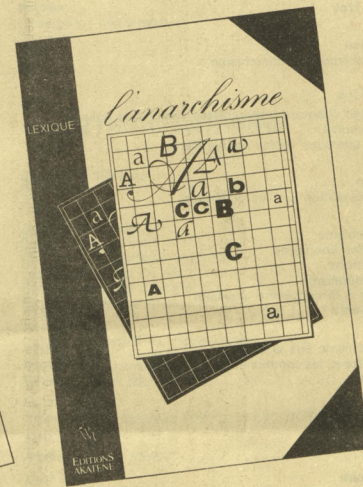 LEXIQUE
l'anarchisme
B
a A A a
A a b
C C B a
A a
C
A
a
EDITIONS
AKATENE